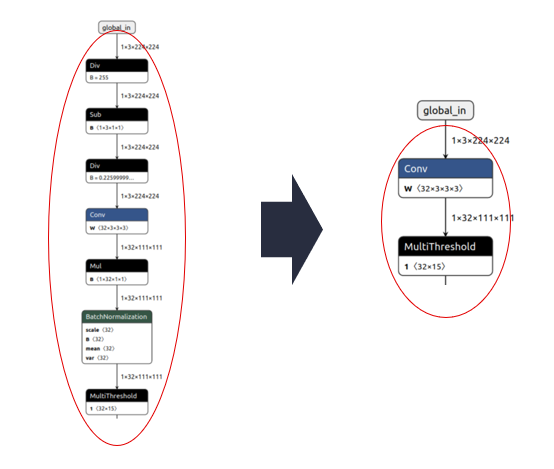 global_in
1×3×224×224
Div
B = 255
1×3×224×224
Sub
B ⟨1×3×1×1⟩
1×3×224×224
Div
B = 0.22599999...
1×3×224×224
Conv
W ⟨32×3×3×3⟩
1×32×111×111
Mul
B ⟨1×32×1×1⟩
1×32×111×111
BatchNormalization
scale ⟨32⟩
B ⟨32⟩
mean ⟨32⟩
var ⟨32⟩
1×32×111×111
MultiThreshold
1 ⟨32×15⟩
global_in
1×3×224×224
Conv
W ⟨32×3×3×3⟩
1×32×111×111
MultiThreshold
1 ⟨32×15⟩